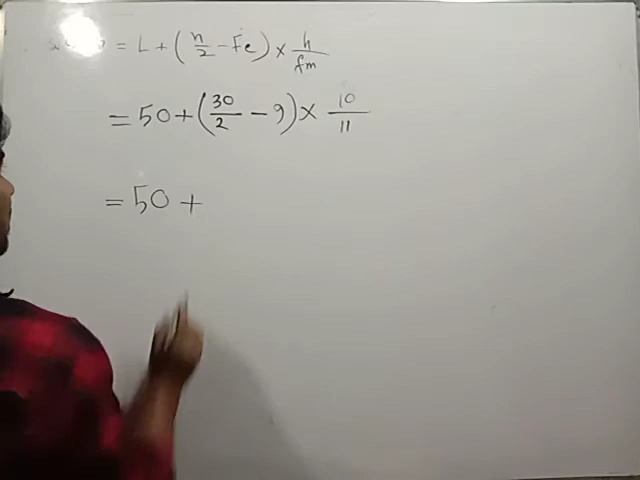 = L + (n/2 - Fc) × h/fm
= 50 + (30/2 - 9) × 10/11
= 50 +